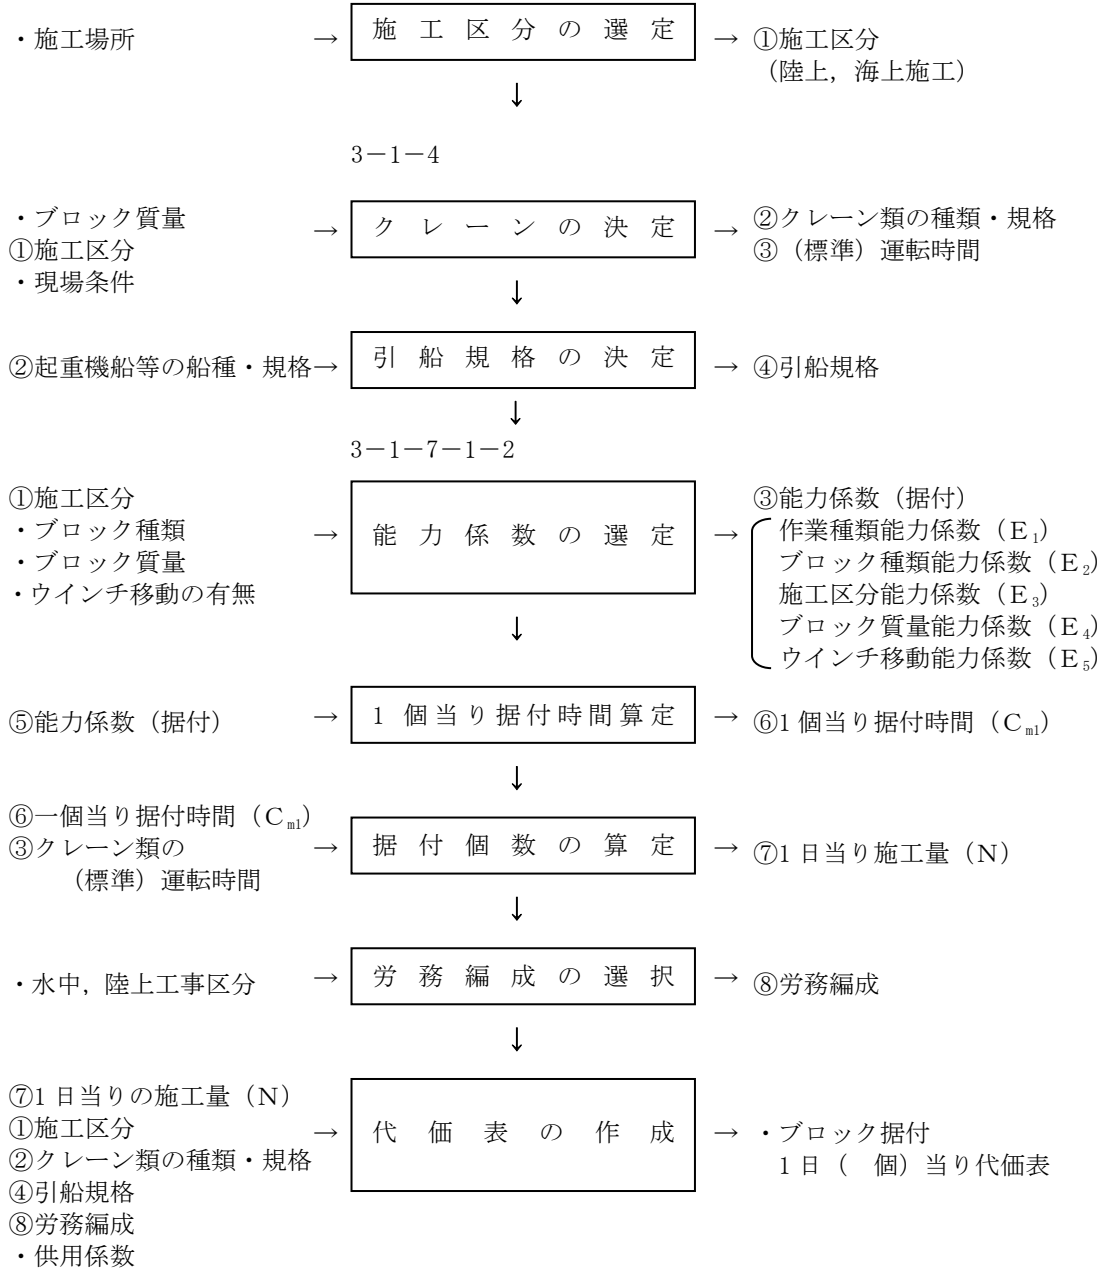 ・施工場所 → 施工区分の選定 → ①施工区分
（陸上，海上施工）
↓
3－1－4
・ブロック質量
①施工区分
・現場条件
→ クレーンの決定 →
②クレーン類の種類・規格
③（標準）運転時間
↓
②起重機船等の船種・規格→ 引船規格の決定 → ④引船規格
↓
3－1－7－1－2
①施工区分
・ブロック種類
・ブロック質量
・ウインチ移動の有無
→ 能力係数の選定 →
③能力係数（据付）
作業種類能力係数（E₁）
ブロック種類能力係数（E₂）
施工区分能力係数（E₃）
ブロック質量能力係数（E₄）
ウインチ移動能力係数（E₅）
↓
⑤能力係数（据付） → 1個当り据付時間算定 → ⑥1個当り据付時間（Cm1）
↓
⑥一個当り据付時間（Cm1）
③クレーン類の
（標準）運転時間
→ 据付個数の算定 → ⑦1日当り施工量（N）
↓
・水中，陸上工事区分 → 労務編成の選択 → ⑧労務編成
↓
⑦1日当りの施工量（N）
①施工区分
②クレーン類の種類・規格
④引船規格
⑧労務編成
・供用係数
→ 代価表の作成 →
・ブロック据付
1日（　個）当り代価表